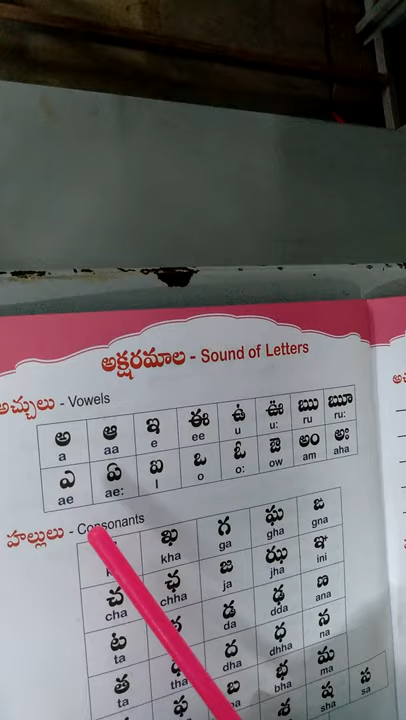 అక్షరమాల - Sound of Letters
అచ్చులు - Vowels
అ ఆ ఇ ఈ ఉ ఊ ఋ ౠ
a aa e ee u u: ru ru:
ఎ ఏ ఐ ఒ ఓ ఔ అం అః
ae ae: I o o: ow am aha
హల్లులు - Consonants
ఖ గ ఘ ఙ
kha ga gha gna
చ ఛ జ ఝ ఞ
cha chha ja jha ini
ట డ ఢ ణ
ta da dda ana
త థ ద ధ న
ta tha dha dhha na
ఫ బ భ మ
bha ma
శ ష స
sha sa